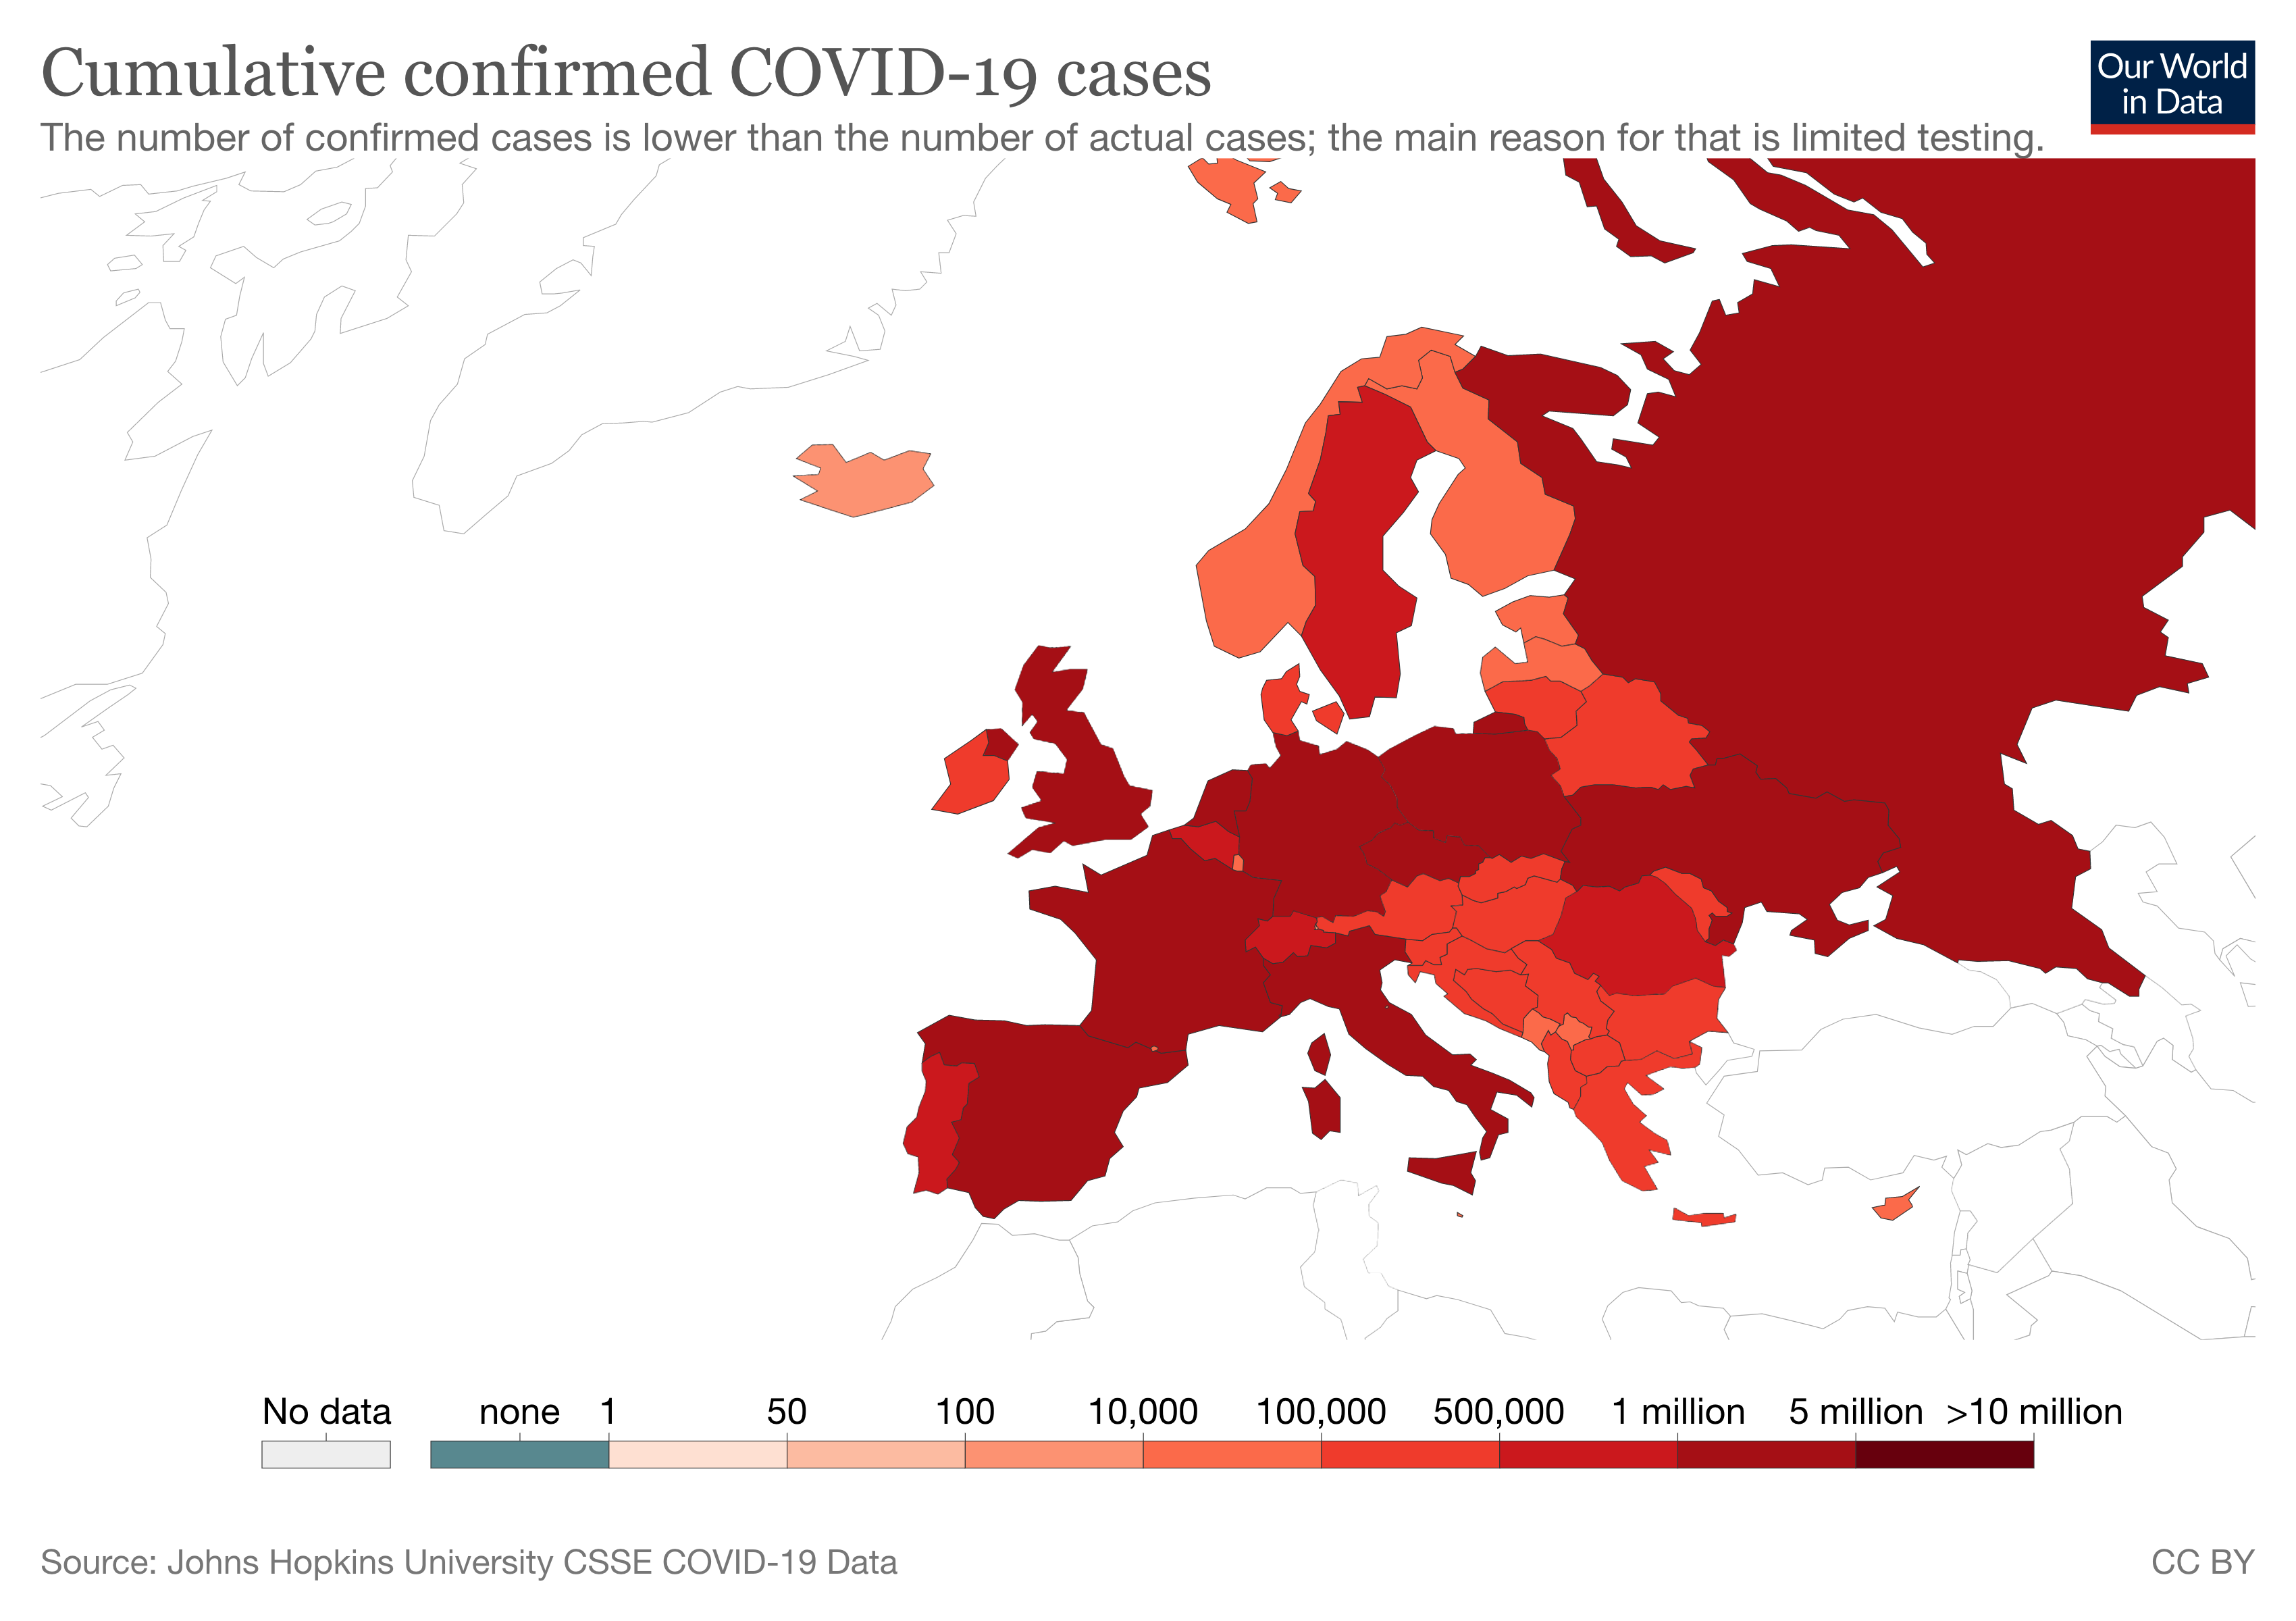 Cumulative confirmed COVID-19 cases
Our World
in Data
The number of confirmed cases is lower than the number of actual cases; the main reason for that is limited testing.
No data none 1 50 100 10,000 100,000 500,000 1 million 5 million >10 million
Source: Johns Hopkins University CSSE COVID-19 Data
CC BY